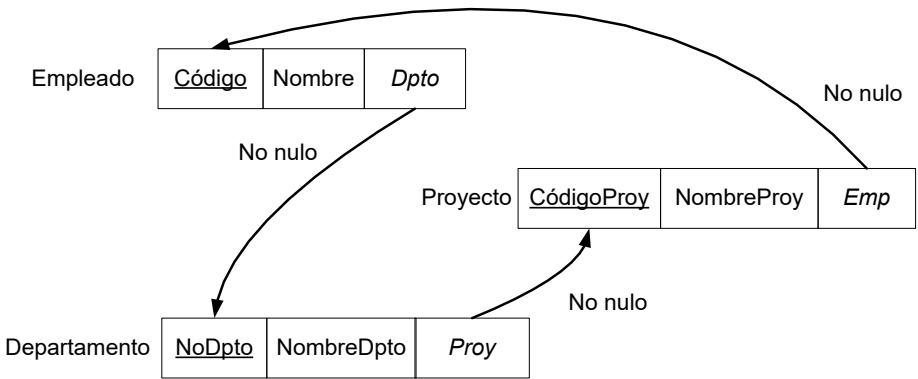 Empleado Código Nombre Dpto
No nulo
No nulo
Proyecto CódigoProy NombreProy Emp
No nulo
Departamento NoDpto NombreDpto Proy